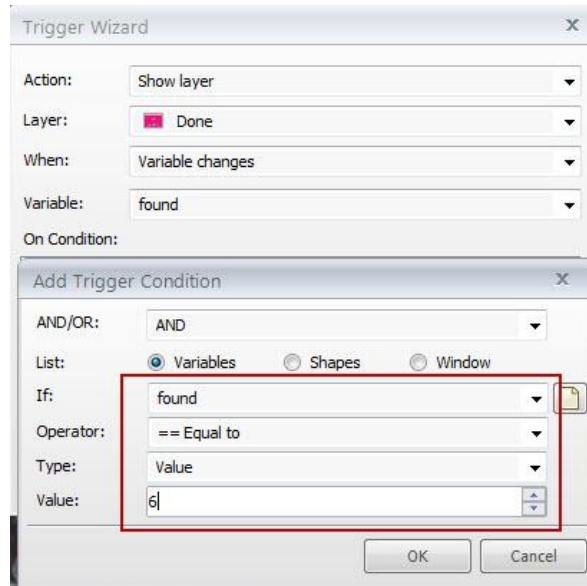 Trigger Wizard x
Action: Show layer
Layer: Done
When: Variable changes
Variable: found
On Condition:
Add Trigger Condition x
AND/OR: AND
List: Variables Shapes Window
If: found
Operator: == Equal to
Type: Value
Value: 6
OK Cancel